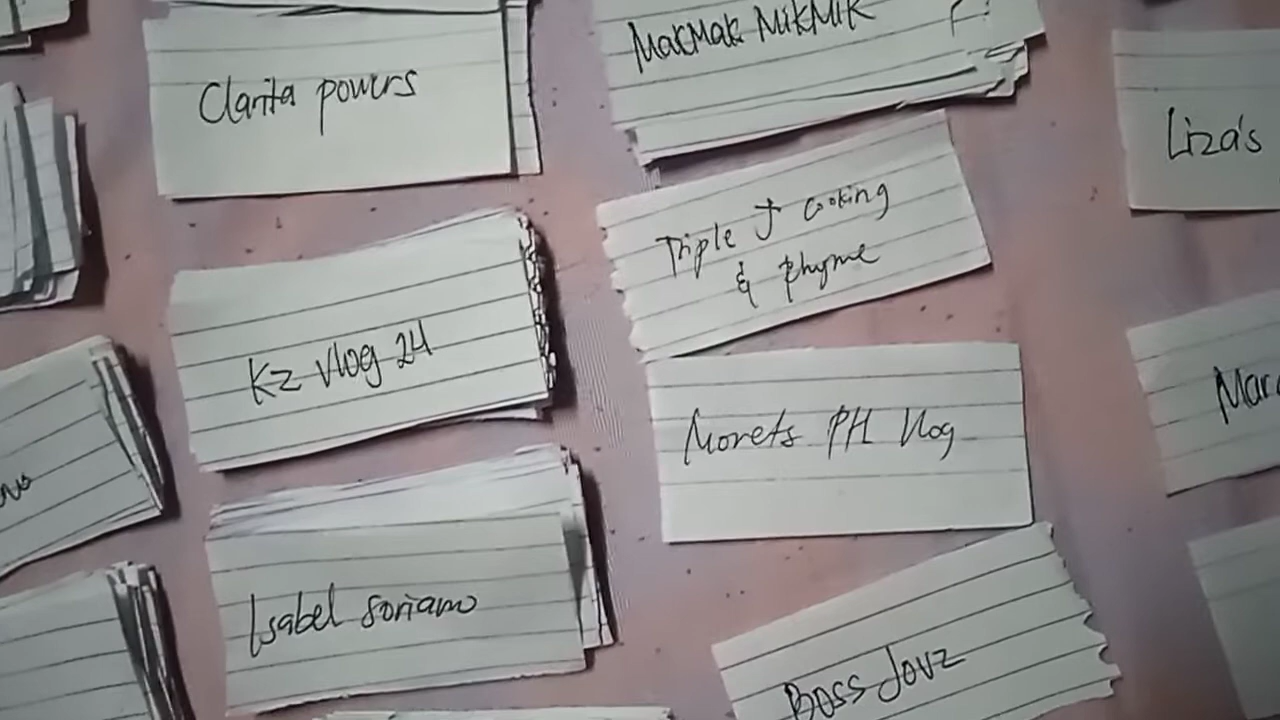 Clarita powers
MakMak MikMik
Liza's
Triple J cooking
& Rhyme
Kz vlog 24
Morets PH Vlog
Isabel Soriano
Boss Jovz